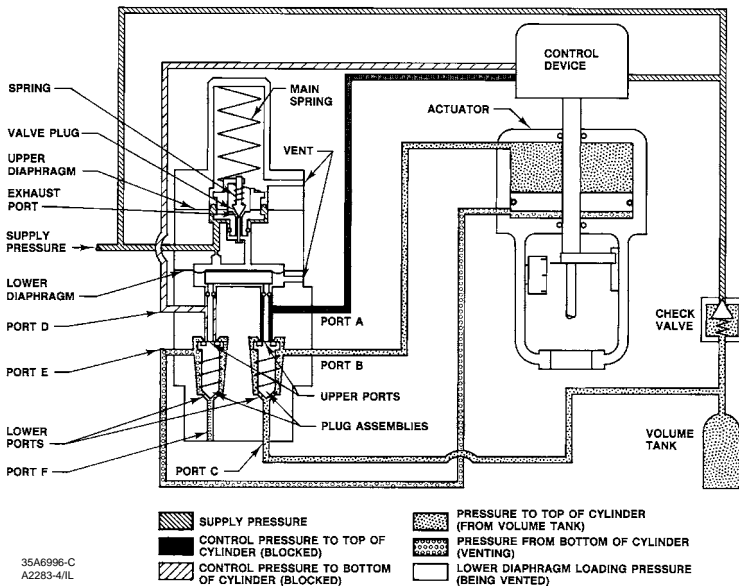 CONTROL
DEVICE
SPRING
MAIN
SPRING
ACTUATOR
VALVE PLUG
VENT
UPPER
DIAPHRAGM
EXHAUST
PORT
SUPPLY
PRESSURE
LOWER
DIAPHRAGM
PORT D
PORT A
CHECK
VALVE
PORT E
PORT B
UPPER PORTS
LOWER
PORTS
PLUG ASSEMBLIES
VOLUME
TANK
PORT F
PORT C
SUPPLY PRESSURE
CONTROL PRESSURE TO TOP OF
CYLINDER (BLOCKED)
CONTROL PRESSURE TO BOTTOM
OF CYLINDER (BLOCKED)
PRESSURE TO TOP OF CYLINDER
(FROM VOLUME TANK)
PRESSURE FROM BOTTOM OF CYLINDER
(VENTING)
LOWER DIAPHRAGM LOADING PRESSURE
(BEING VENTED)
35A6996-C
A2283-4/IL